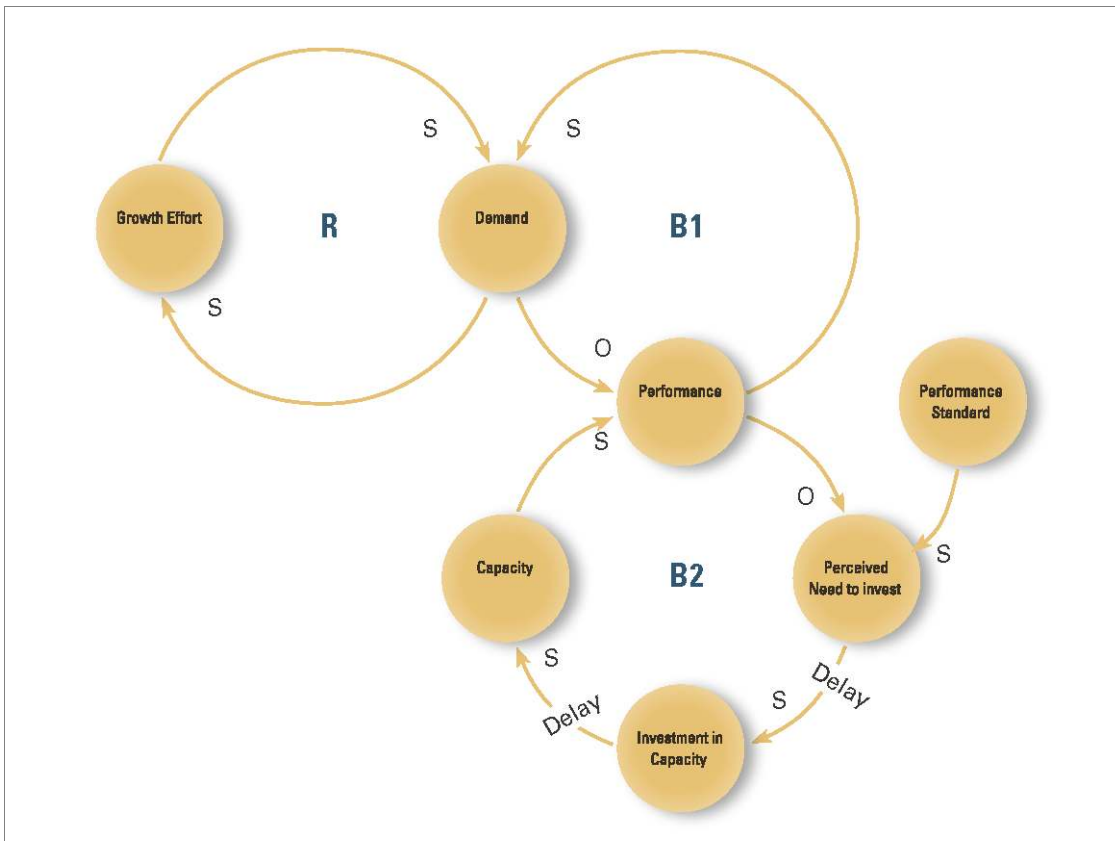 S
S
Growth Effort
R
Demand
B1
S
O
Performance
Performance
Standard
S
O
S
Capacity
B2
Perceived
Need to invest
S
Delay
S
Delay
Investment in
Capacity